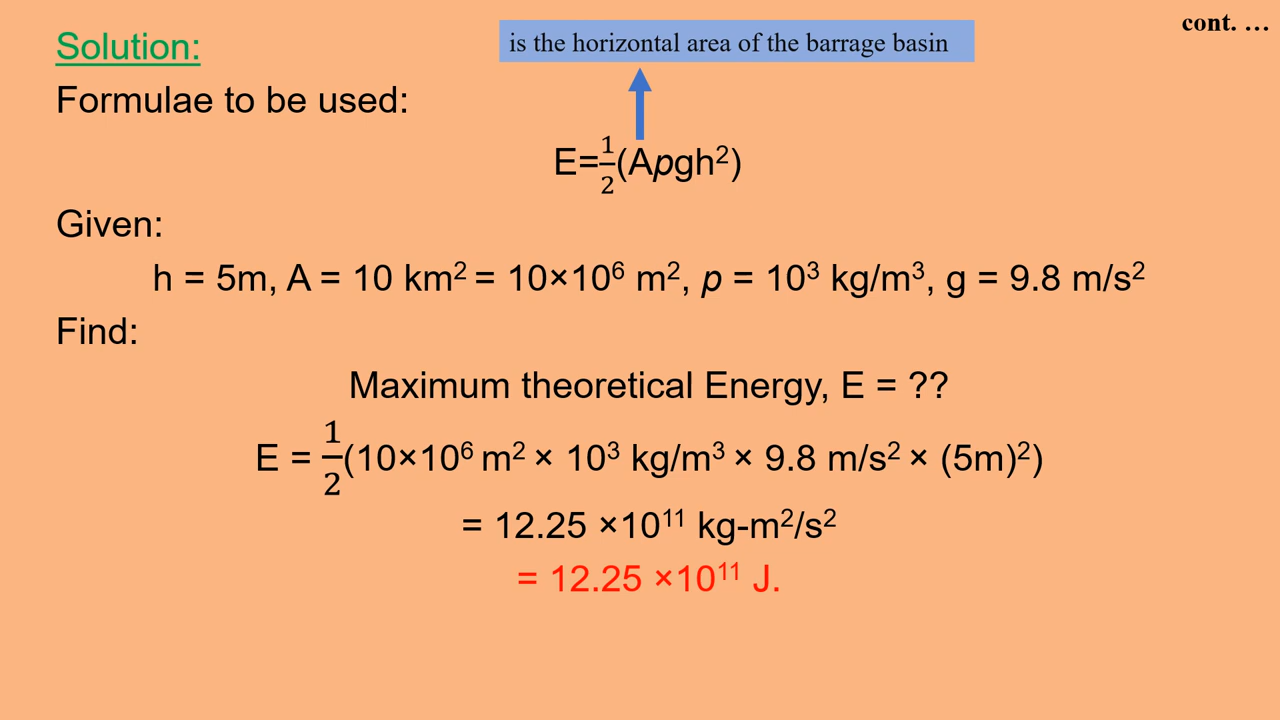 cont. …
Solution:
is the horizontal area of the barrage basin
Formulae to be used:
E=½(Apgh²)
Given:
h = 5m, A = 10 km² = 10×10⁶ m², p = 10³ kg/m³, g = 9.8 m/s²
Find:
Maximum theoretical Energy, E = ??
E = ½(10×10⁶ m² × 10³ kg/m³ × 9.8 m/s² × (5m)²)
= 12.25 ×10¹¹ kg-m²/s²
= 12.25 ×10¹¹ J.